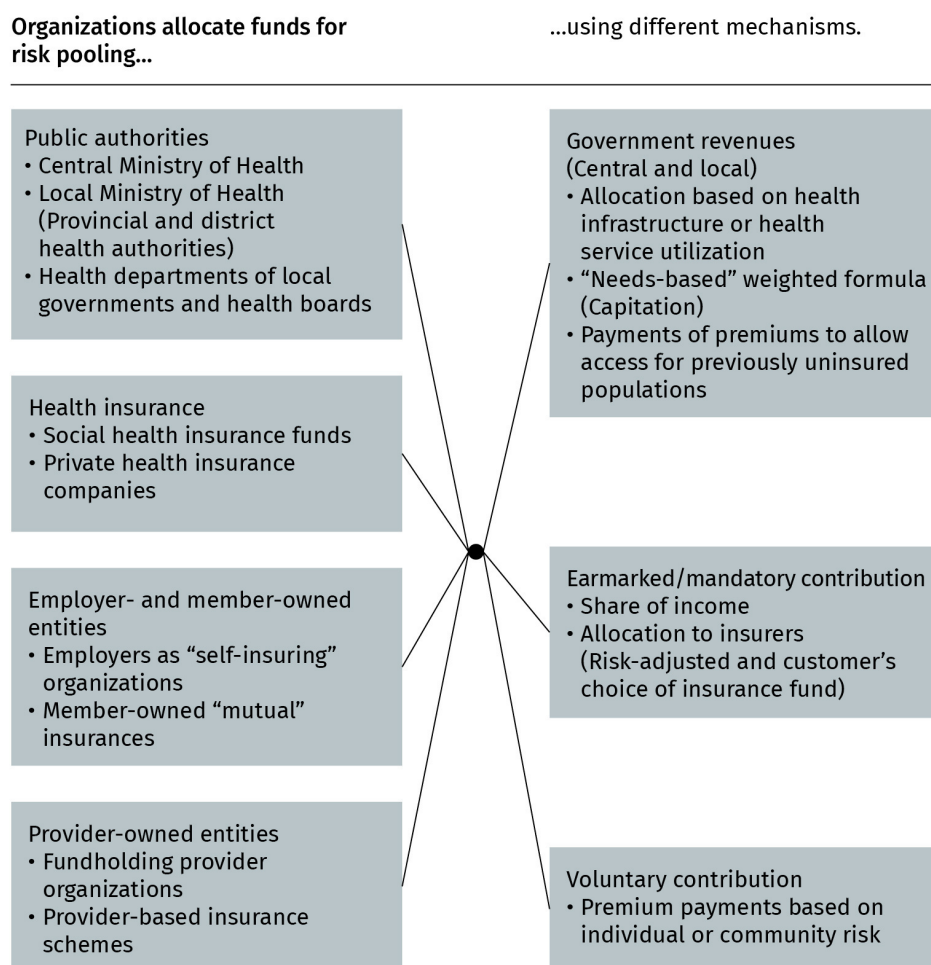 Organizations allocate funds for
risk pooling...
...using different mechanisms.
Public authorities
• Central Ministry of Health
• Local Ministry of Health
(Provincial and district
health authorities)
• Health departments of local
governments and health boards
Health insurance
• Social health insurance funds
• Private health insurance
companies
Employer- and member-owned
entities
• Employers as “self-insuring”
organizations
• Member-owned “mutual”
insurances
Provider-owned entities
• Fundholding provider
organizations
• Provider-based insurance
schemes
Government revenues
(Central and local)
• Allocation based on health
infrastructure or health
service utilization
• “Needs-based” weighted formula
(Capitation)
• Payments of premiums to allow
access for previously uninsured
populations
Earmarked/mandatory contribution
• Share of income
• Allocation to insurers
(Risk-adjusted and customer’s
choice of insurance fund)
Voluntary contribution
• Premium payments based on
individual or community risk